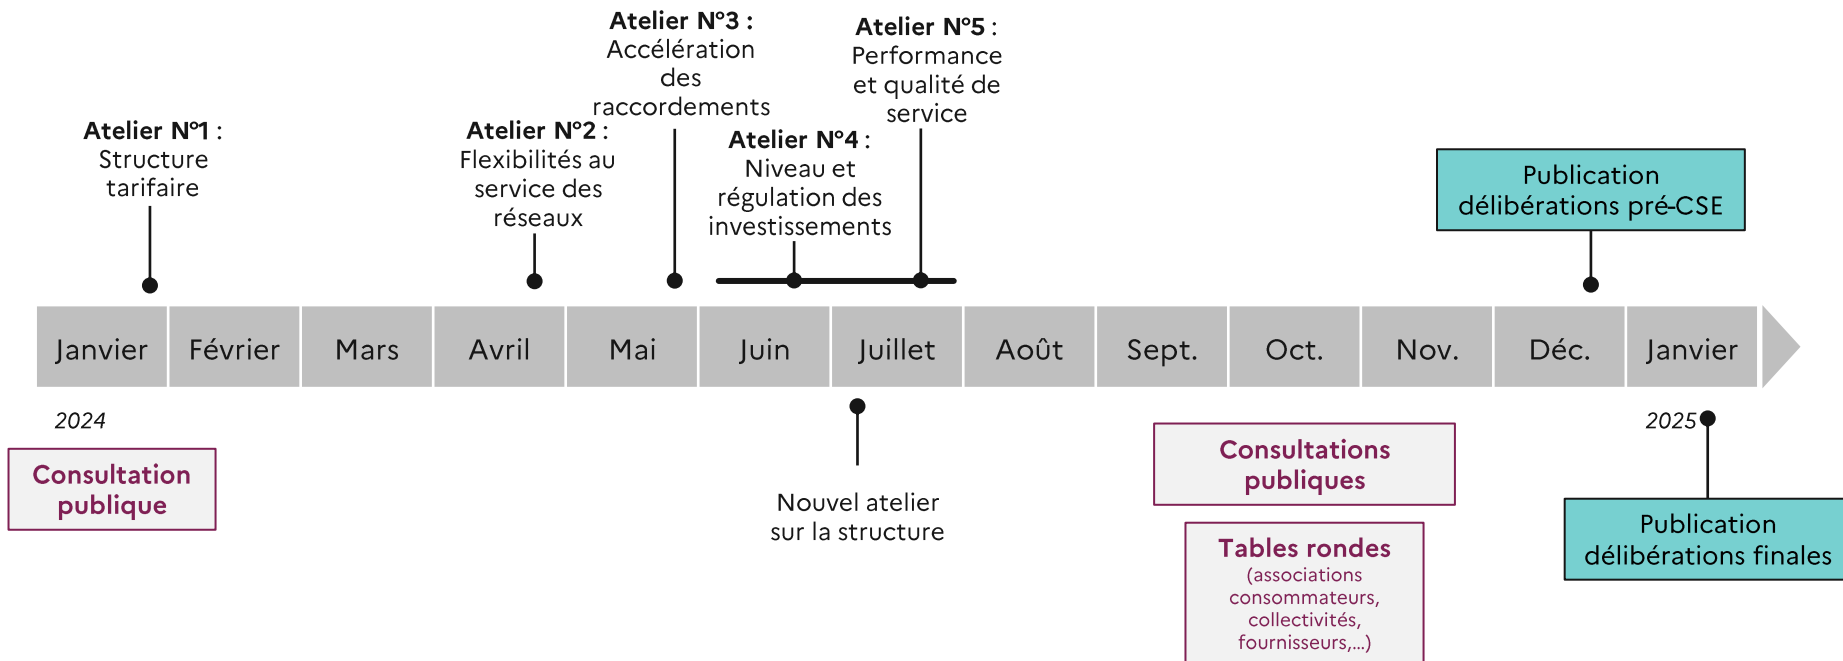 Atelier N°1 :
Structure
tarifaire
Atelier N°2 :
Flexibilités au
service des
réseaux
Atelier N°3 :
Accélération
des
raccordements
Atelier N°4 :
Niveau et
régulation des
investissements
Atelier N°5 :
Performance
et qualité de
service
Publication
délibérations pré-CSE
Janvier
Février
Mars
Avril
Mai
Juin
Juillet
Août
Sept.
Oct.
Nov.
Déc.
Janvier
2024
2025
Consultation
publique
Nouvel atelier
sur la structure
Consultations
publiques
Tables rondes
(associations
consommateurs,
collectivités,
fournisseurs,...)
Publication
délibérations finales